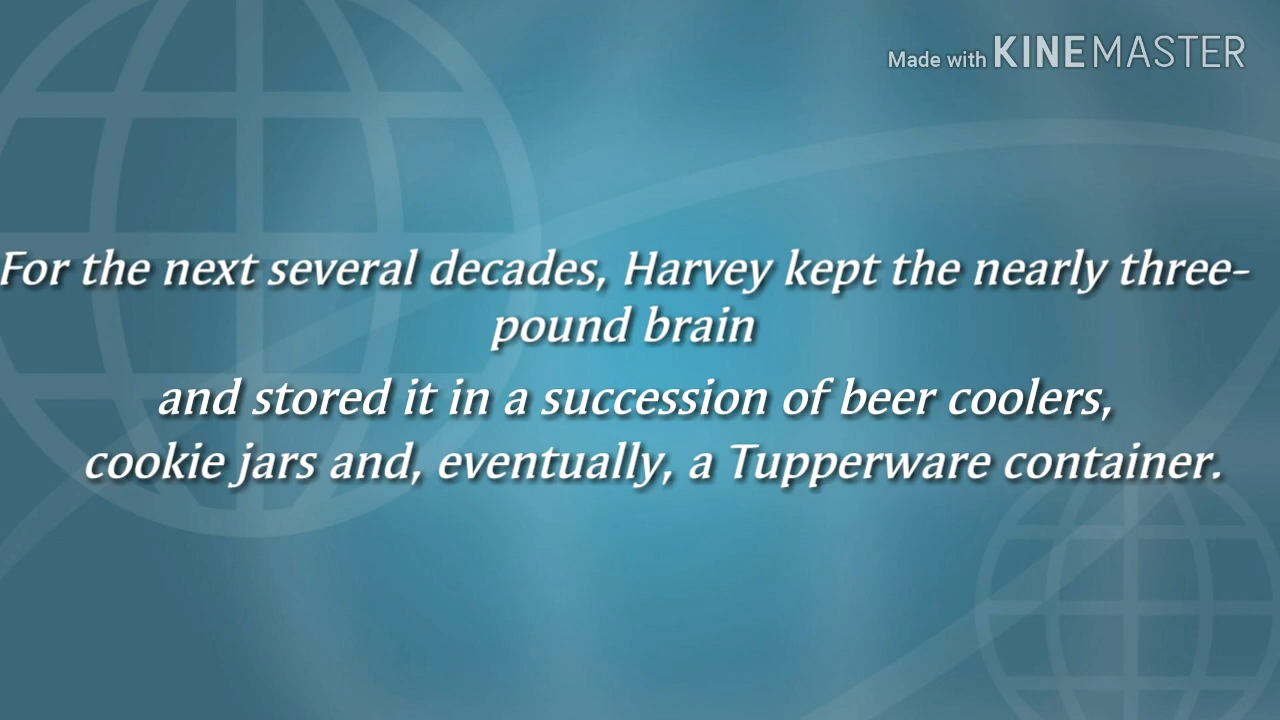 Made with KINEMASTER
For the next several decades, Harvey kept the nearly three-
pound brain
and stored it in a succession of beer coolers,
cookie jars and, eventually, a Tupperware container.